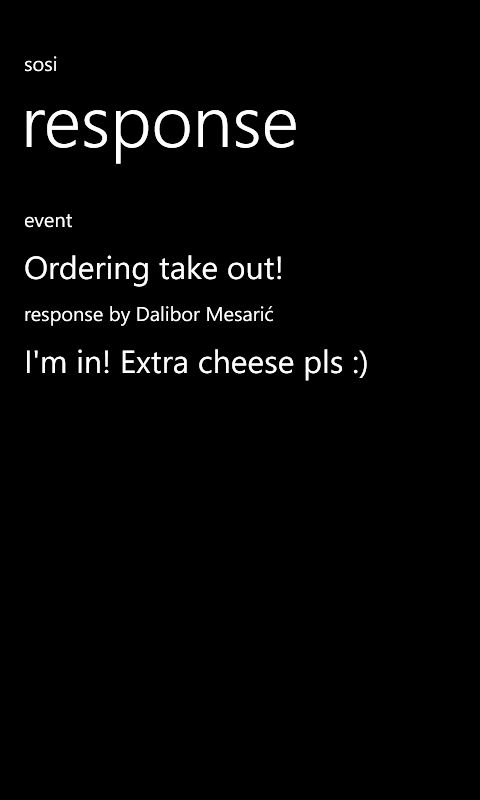 sosi
response
event
Ordering take out!
response by Dalibor Mesarić
I'm in! Extra cheese pls :)